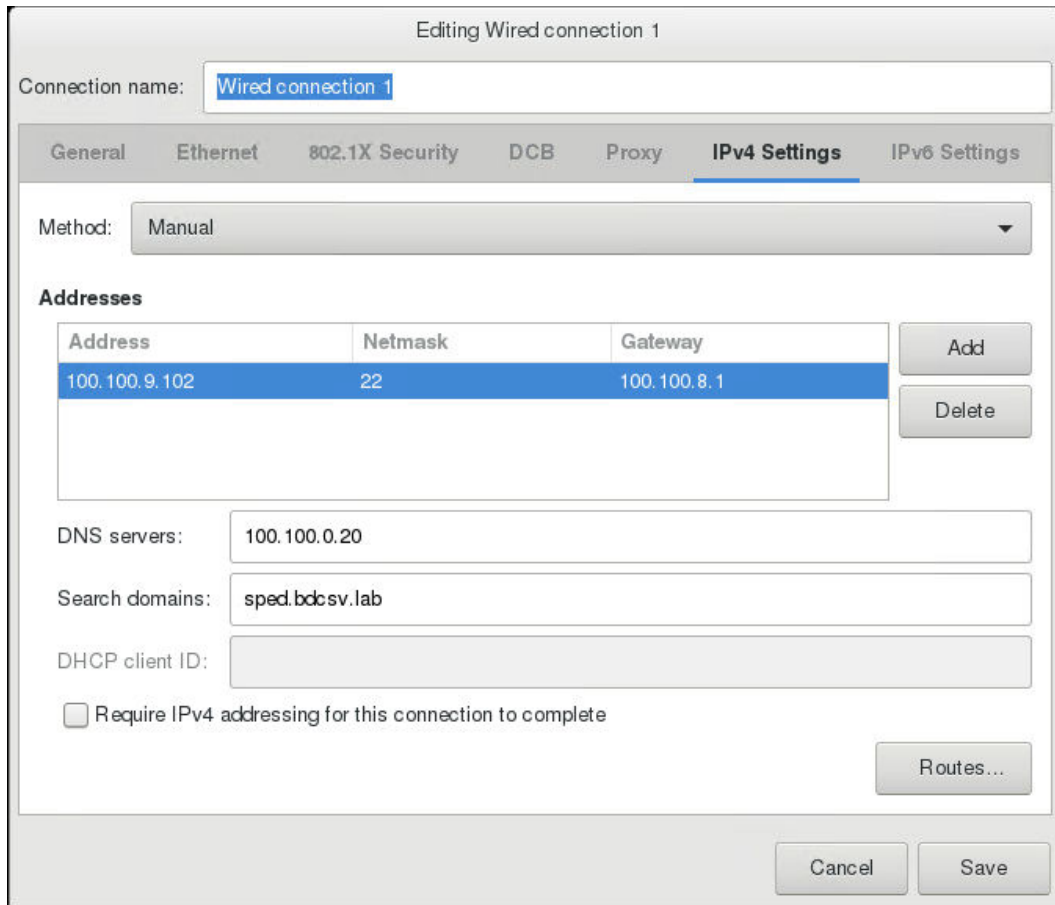 Editing Wired connection 1
Connection name: Wired connection 1
General Ethernet 802.1X Security DCB Proxy IPv4 Settings IPv6 Settings
Method: Manual
Addresses
Address Netmask Gateway
Add
100.100.9.102 22 100.100.8.1
Delete
DNS servers: 100.100.0.20
Search domains: sped.bdcsv.lab
DHCP client ID:
Require IPv4 addressing for this connection to complete
Routes...
Cancel Save